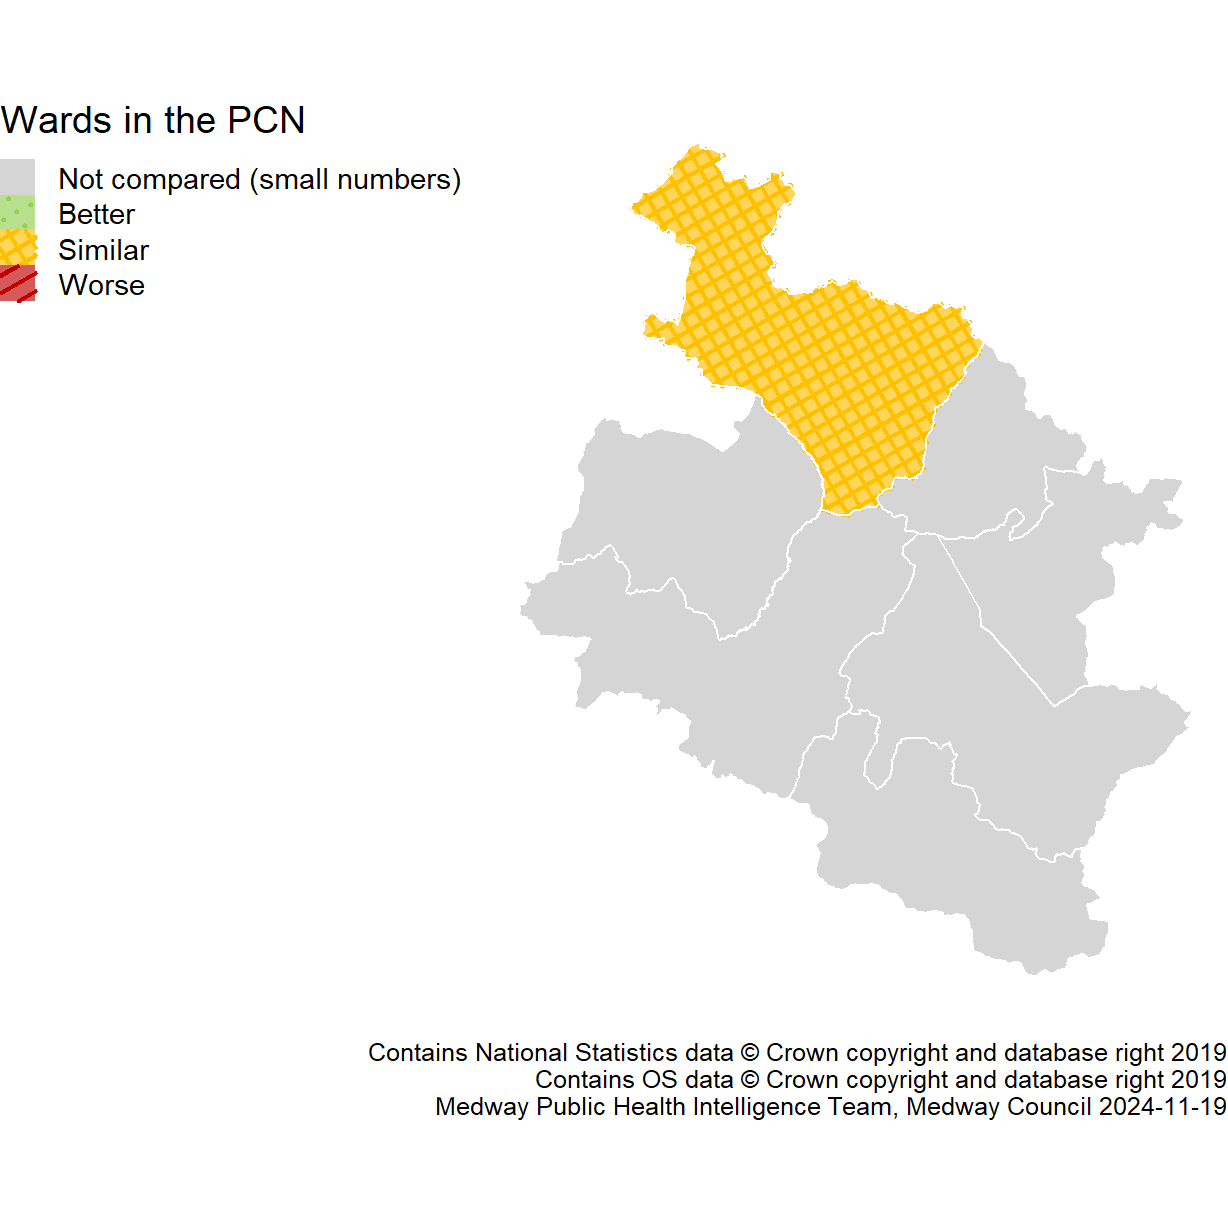 Wards in the PCN
Not compared (small numbers)
Better
Similar
Worse
Contains National Statistics data © Crown copyright and database right 2019
Contains OS data © Crown copyright and database right 2019
Medway Public Health Intelligence Team, Medway Council 2024-11-19